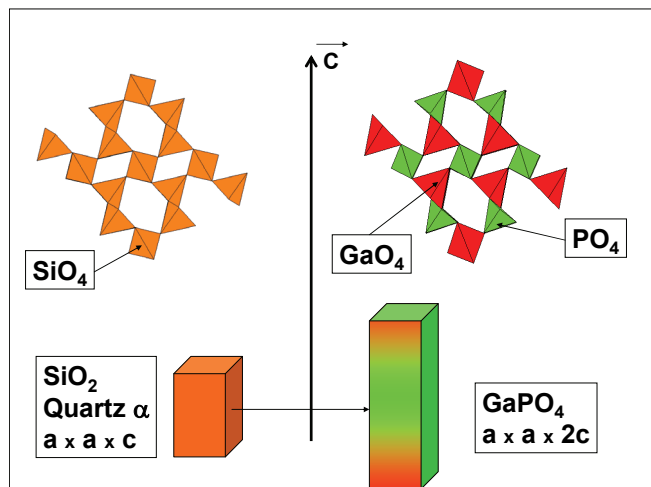 C
SiO₄
GaO₄
PO₄
SiO₂
Quartz α
a x a x c
GaPO₄
a x a x 2c